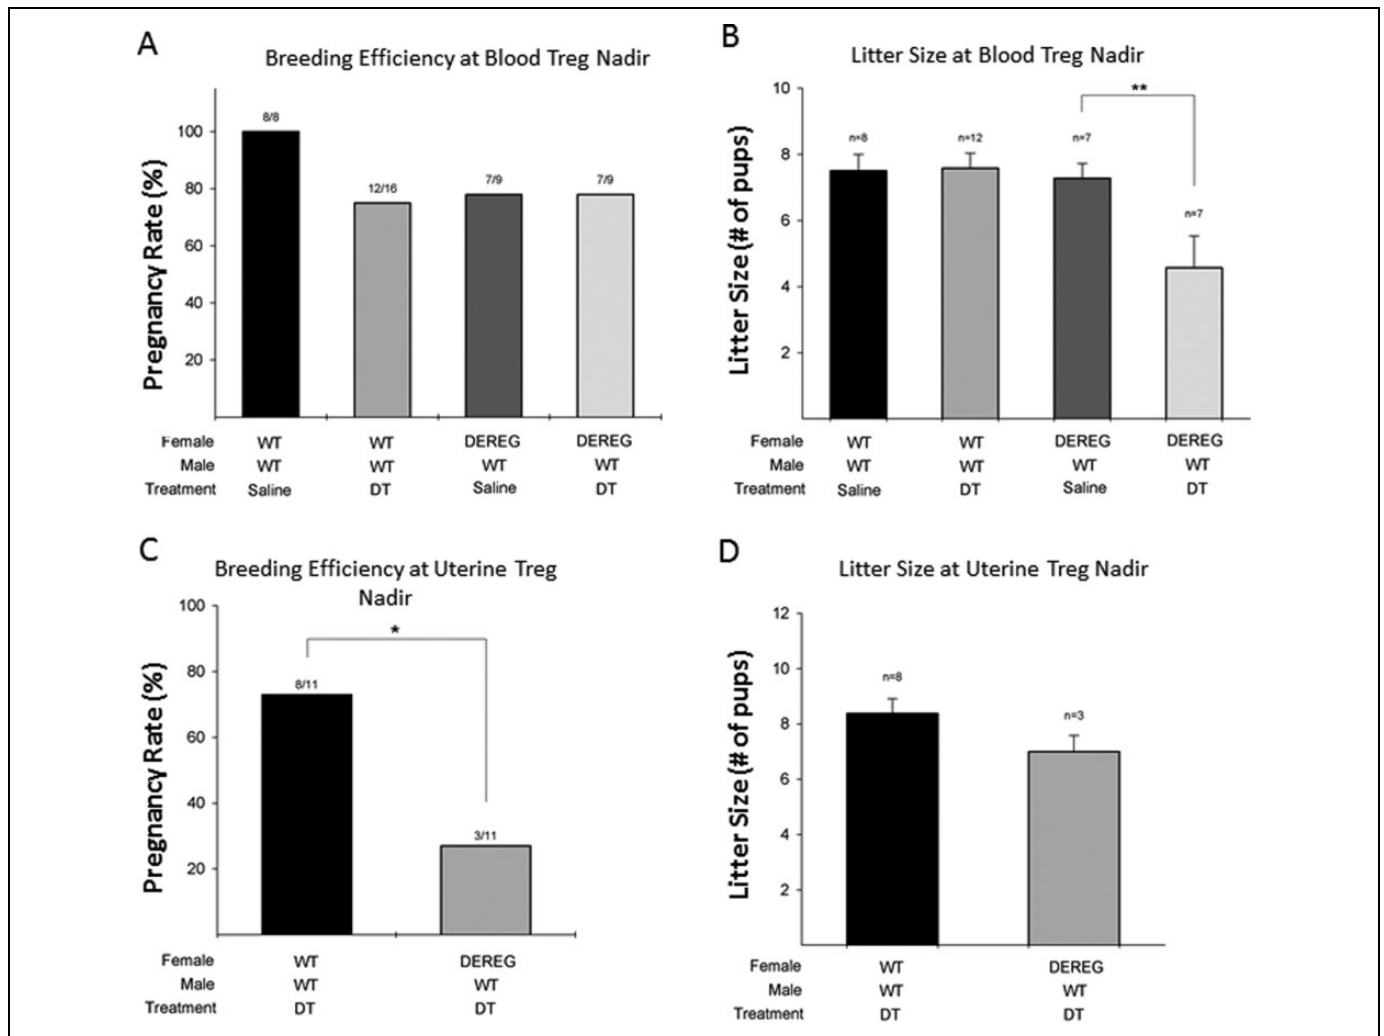 A
Breeding Efficiency at Blood Treg Nadir
Pregnancy Rate (%)
100
80
60
40
20
8/8
12/16
7/9
7/9
Female WT WT DEREG DEREG
Male WT WT WT WT
Treatment Saline DT Saline DT
B
Litter Size at Blood Treg Nadir
Litter Size (# of pups)
10
8
6
4
2
**
n=8
n=12
n=7
n=7
Female WT WT DEREG DEREG
Male WT WT WT WT
Treatment Saline DT Saline DT
C
Breeding Efficiency at Uterine Treg
Nadir
Pregnancy Rate (%)
100
80
60
40
20
*
8/11
3/11
Female WT DEREG
Male WT WT
Treatment DT DT
D
Litter Size at Uterine Treg Nadir
Litter Size (# of pups)
12
10
8
6
4
2
n=8
n=3
Female WT DEREG
Male WT WT
Treatment DT DT